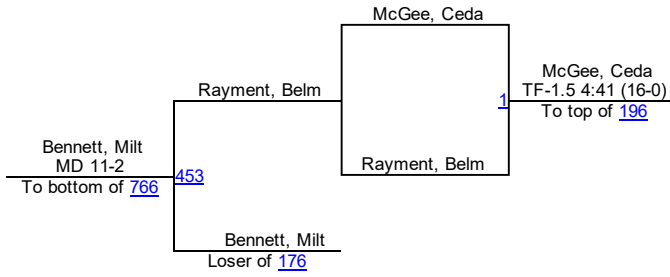 McGee, Ceda
McGee, Ceda
TF-1.5 4:41 (16-0)
1
To top of 196
Rayment, Belm
Bennett, Milt
MD 11-2
Rayment, Belm
453
To bottom of 766
Bennett, Milt
Loser of 176